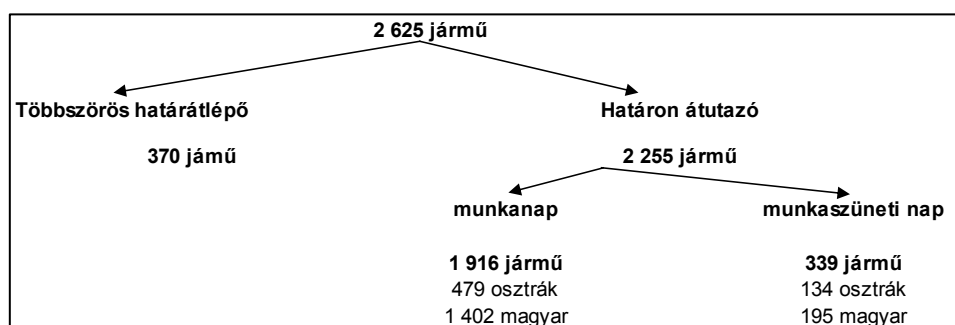 2 625 jármű
Többszörös határátlépő Határon átutazó
370 jámű 2 255 jármű
munkanap munkaszüneti nap
1 916 jármű 339 jármű
479 osztrák 134 osztrák
1 402 magyar 195 magyar